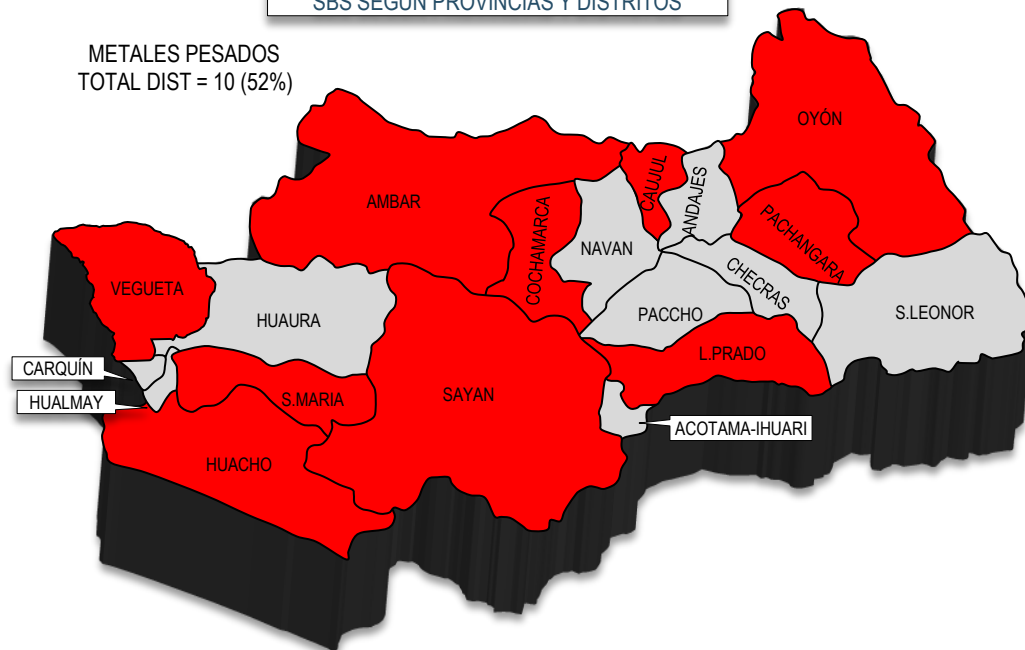 SBS SEGÚN PROVINCIAS Y DISTRITOS
METALES PESADOS
TOTAL DIST = 10 (52%)
OYÓN
CAUJUL
ANDAJES
AMBAR
PACHANGARA
COCHAMARCA
NAVAN
CHECRAS
VEGUETA
HUAURA
PACCHO
S.LEONOR
L.PRADO
CARQUÍN
HUALMAY
S.MARIA
SAYAN
ACOTAMA-IHUARI
HUACHO